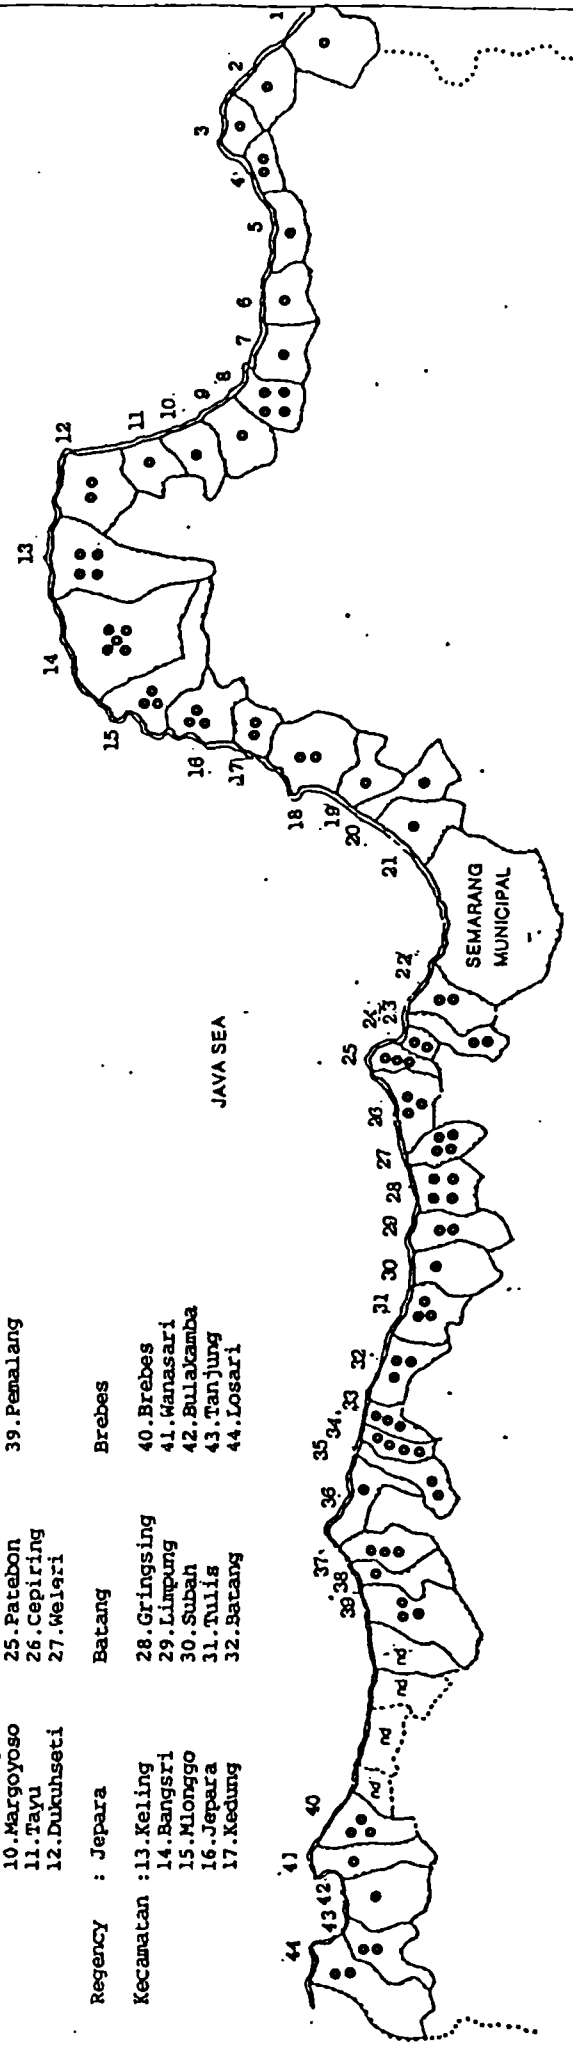 10.Margoyoso 25.Patebon 39.Pemalang
11.Tayu 26.Cepiring
12.Dukuhseti 27.Weleri
Regency : Jepara Batang Brebes
Kecamatan :13.Keling 28.Gringsing 40.Brebes
14.Bangsri 29.Limpung 41.Wanasari
15.Mlonggo 30.Subah 42.Bulakamba
16.Jepara 31.Tulis 43.Tanjung
17.Kedung 32.Batang 44.Losari
JAVA SEA
SEMARANG
MUNICIPAL
44
43
42
41
40
nd
nd
nd
nd
39
38
37
36
35
34
33
32
31
30
29
28
27
26
25
24
23
22
21
20
19
18
17
16
15
14
13
12
11
10
9
8
7
6
5
4
3
2
1